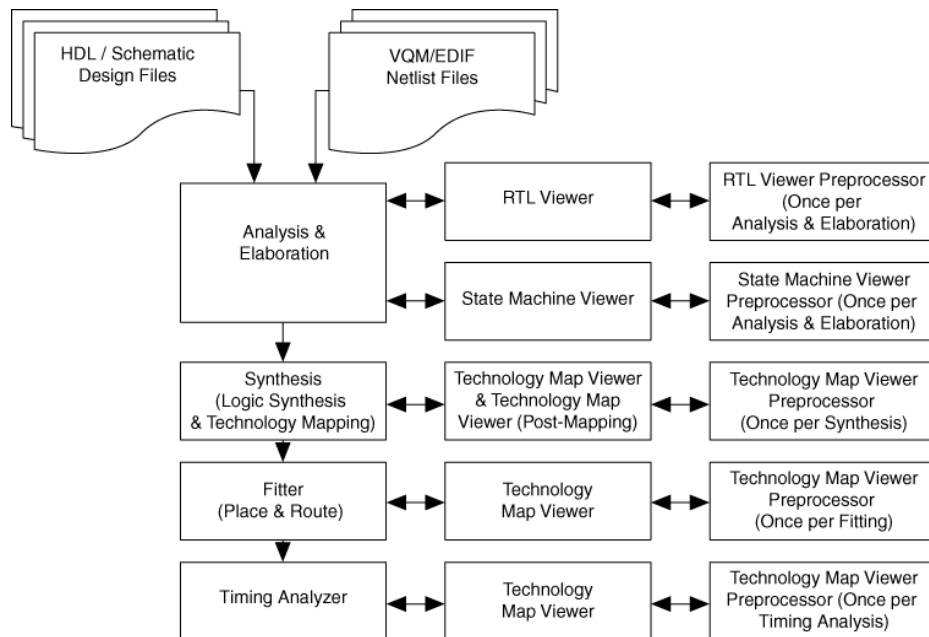 HDL / Schematic
Design Files
VQM/EDIF
Netlist Files
Analysis &
Elaboration
RTL Viewer
RTL Viewer Preprocessor
(Once per
Analysis & Elaboration)
State Machine Viewer
State Machine Viewer
Preprocessor (Once per
Analysis & Elaboration)
Synthesis
(Logic Synthesis
& Technology Mapping)
Technology Map Viewer
& Technology Map
Viewer (Post-Mapping)
Technology Map Viewer
Preprocessor
(Once per Synthesis)
Fitter
(Place & Route)
Technology
Map Viewer
Technology Map Viewer
Preprocessor
(Once per Fitting)
Timing Analyzer
Technology
Map Viewer
Technology Map Viewer
Preprocessor (Once per
Timing Analysis)